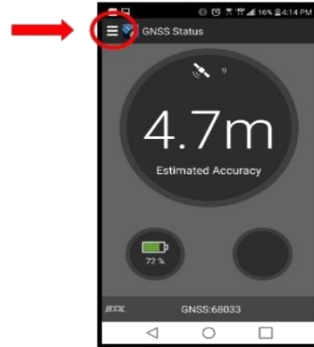 16% 4:14 PM
GNSS Status
9
4.7m
Estimated Accuracy
72 %
RTX GNSS:68033